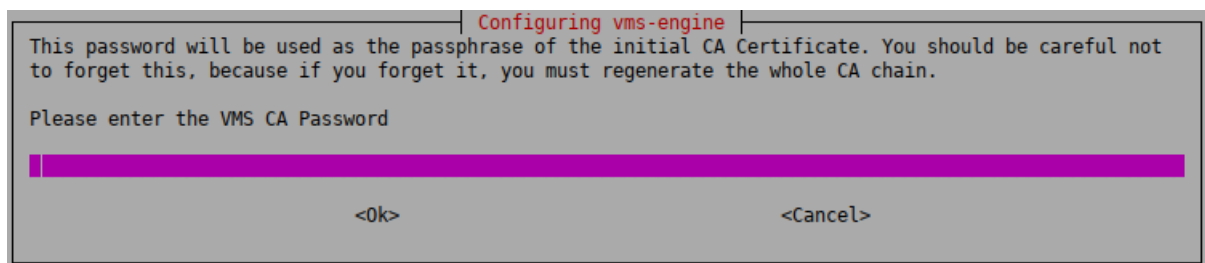 Configuring vms-engine
This password will be used as the passphrase of the initial CA Certificate. You should be careful not
to forget this, because if you forget it, you must regenerate the whole CA chain.
Please enter the VMS CA Password
<Ok> <Cancel>